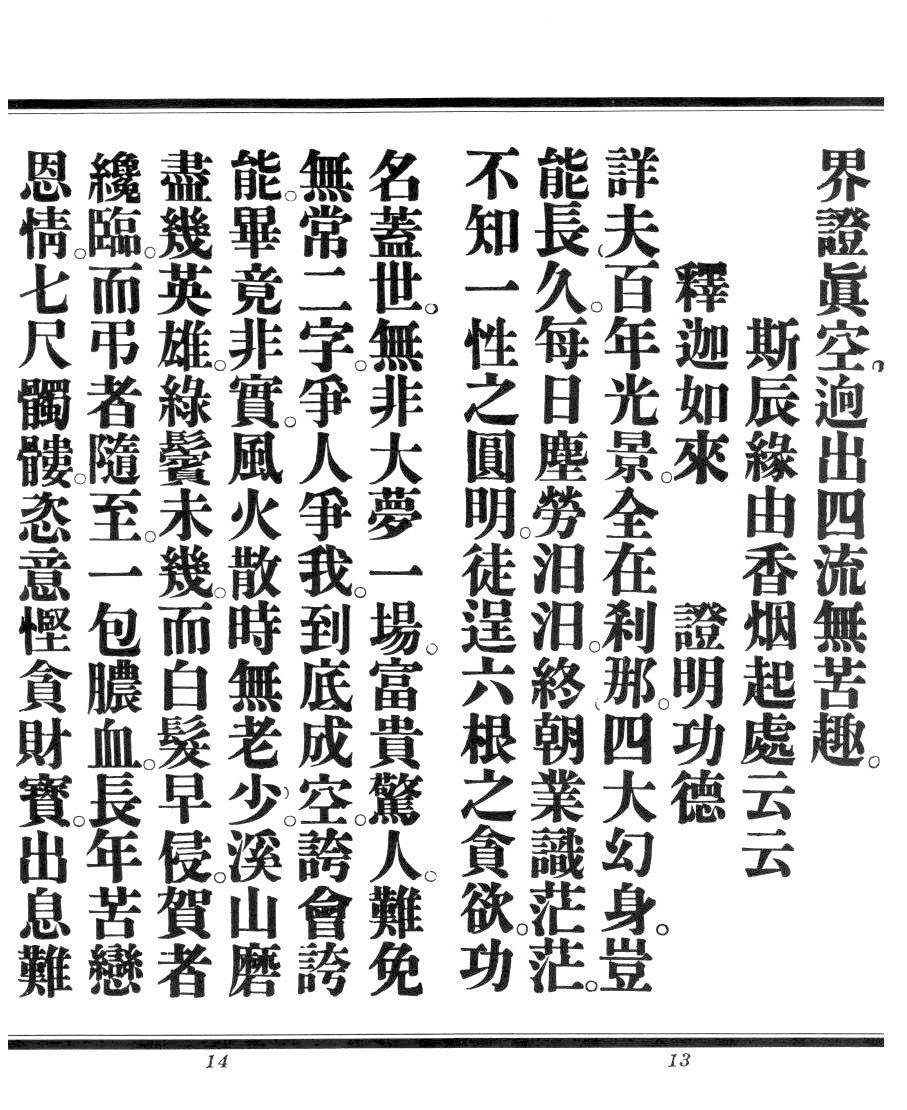 界證眞空。逈出四流無苦趣。
斯辰緣由香烟起處云云
釋迦如來　證明功德
詳夫百年光景。全在刹那。四大幻身。豈
能長久。每日塵勞汨汨。終朝業識茫茫。
不知一性之圓明。徒逞六根之貪欲。功
名蓋世。無非大夢一場。富貴驚人。難免
無常二字。爭人爭我。到底成空。誇會誇
能。畢竟非實。風火散時無老少。溪山磨
盡幾英雄。綠鬢未幾。而白髮早侵。賀者
纔臨。而弔者隨至。一包膿血。長年苦戀
恩情。七尺髑髏。恣意慳貪財寶。出息難
13
14